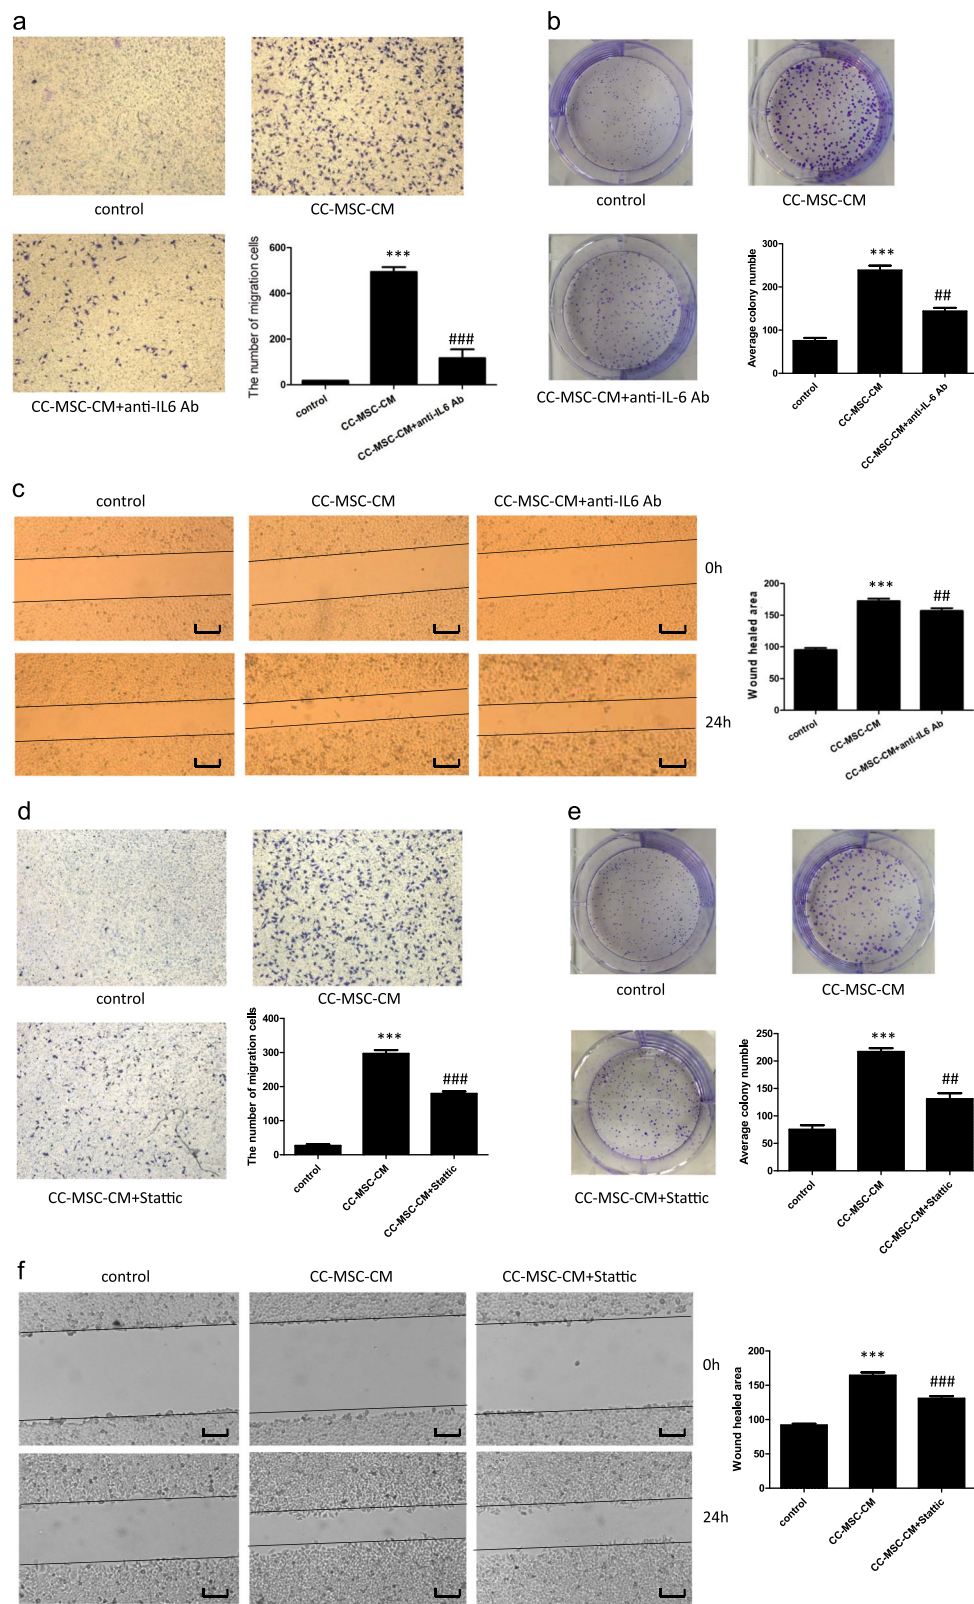 a
control
CC-MSC-CM
CC-MSC-CM+anti-IL6 Ab
The number of migration cells
600
400
200
0
***
###
control
CC-MSC-CM
CC-MSC-CM+anti-IL6 Ab
b
control
CC-MSC-CM
CC-MSC-CM+anti-IL-6 Ab
Average colony numble
300
200
100
0
***
##
control
CC-MSC-CM
CC-MSC-CM+anti-IL-6 Ab
c
control
CC-MSC-CM
CC-MSC-CM+anti-IL6 Ab
0h
24h
Wound healed area
200
150
100
50
0
***
##
control
CC-MSC-CM
CC-MSC-CM+anti-IL6 Ab
d
control
CC-MSC-CM
CC-MSC-CM+Stattic
The number of migration cells
400
300
200
100
0
***
###
control
CC-MSC-CM
CC-MSC-CM+Stattic
e
control
CC-MSC-CM
CC-MSC-CM+Stattic
Average colony numble
250
200
150
100
50
0
***
##
control
CC-MSC-CM
CC-MSC-CM+Stattic
f
control
CC-MSC-CM
CC-MSC-CM+Stattic
0h
24h
Wound healed area
200
150
100
50
0
***
###
control
CC-MSC-CM
CC-MSC-CM+Stattic